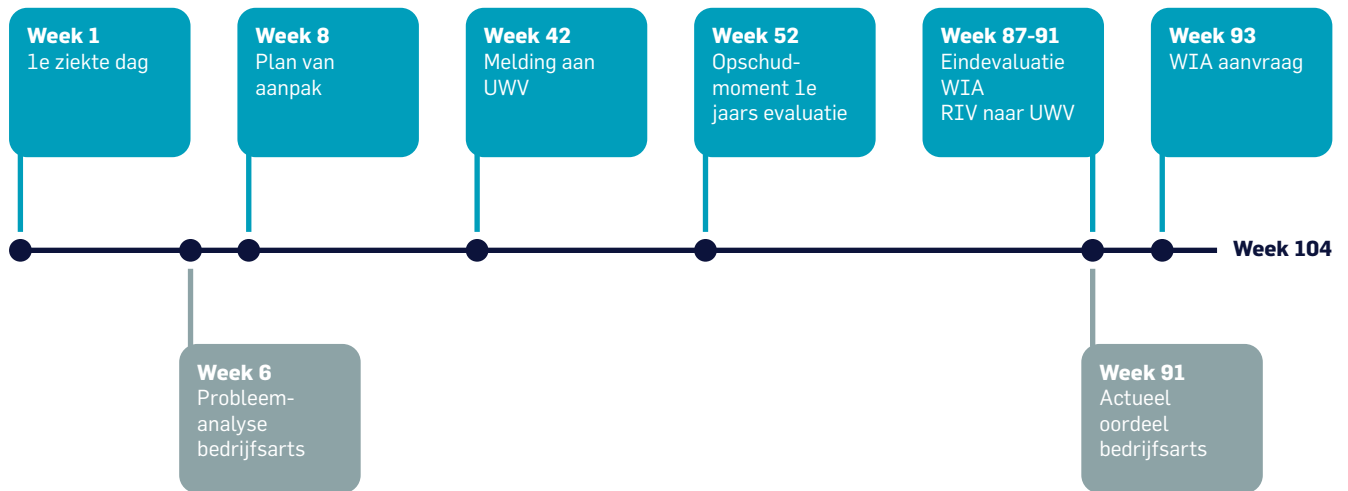 Week 1
1e ziekte dag
Week 8
Plan van
aanpak
Week 42
Melding aan
UWV
Week 52
Opschud-
moment 1e
jaars evaluatie
Week 87-91
Eindevaluatie
WIA
RIV naar UWV
Week 93
WIA aanvraag
Week 104
Week 6
Probleem-
analyse
bedrijfsarts
Week 91
Actueel
oordeel
bedrijfsarts